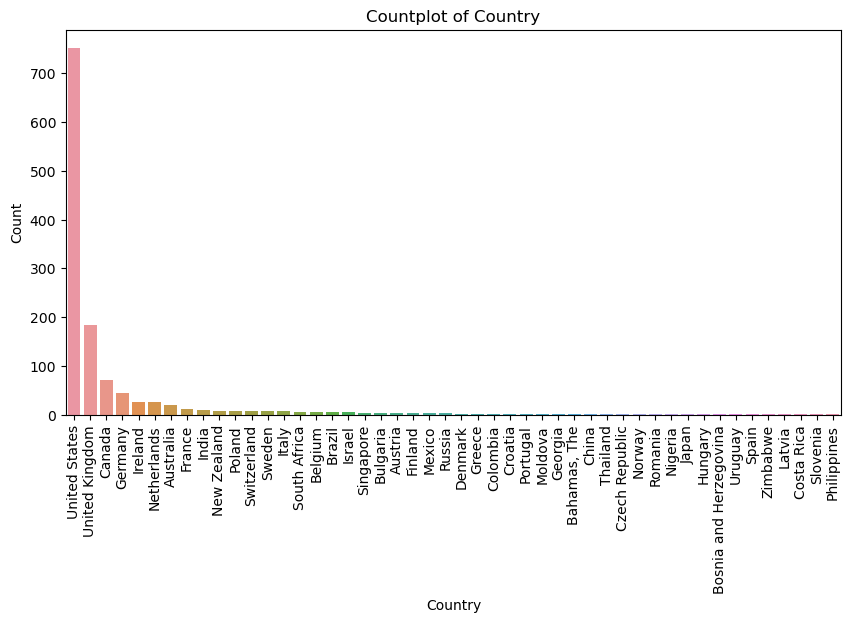 Countplot of Country
700
600
500
400
300
200
100
0
Count
United States
United Kingdom
Canada
Germany
Ireland
Netherlands
Australia
France
India
New Zealand
Poland
Switzerland
Sweden
Italy
South Africa
Belgium
Brazil
Israel
Singapore
Bulgaria
Austria
Finland
Mexico
Russia
Denmark
Greece
Colombia
Croatia
Portugal
Moldova
Georgia
Bahamas, The
China
Thailand
Czech Republic
Norway
Romania
Nigeria
Japan
Hungary
Bosnia and Herzegovina
Uruguay
Spain
Zimbabwe
Latvia
Costa Rica
Slovenia
Philippines
Country